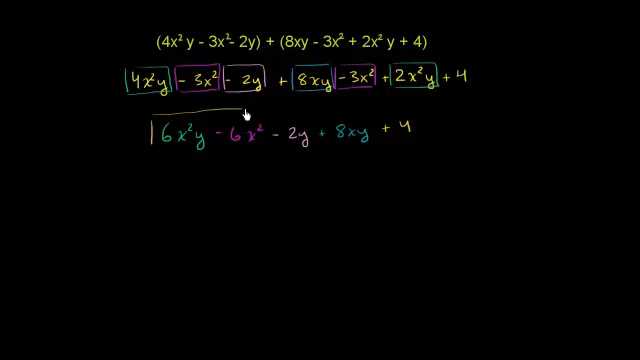 (4x²y - 3x² - 2y) + (8xy - 3x² + 2x²y + 4)
4x²y - 3x² - 2y + 8xy - 3x² + 2x²y + 4
6x²y - 6x² - 2y + 8xy + 4